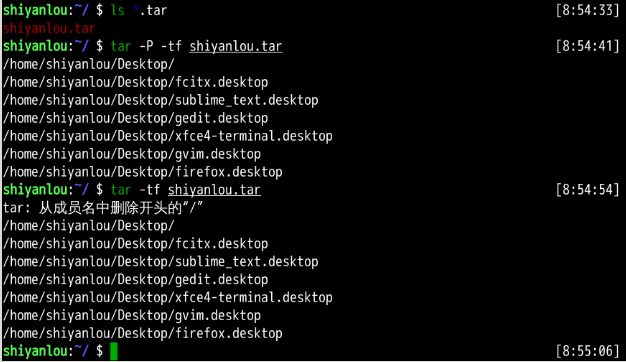 shiyanlou:~/ $ ls *.tar [8:54:33]
shiyanlou.tar
shiyanlou:~/ $ tar -P -tf shiyanlou.tar [8:54:41]
/home/shiyanlou/Desktop/
/home/shiyanlou/Desktop/fcitx.desktop
/home/shiyanlou/Desktop/sublime_text.desktop
/home/shiyanlou/Desktop/gedit.desktop
/home/shiyanlou/Desktop/xfce4-terminal.desktop
/home/shiyanlou/Desktop/gvim.desktop
/home/shiyanlou/Desktop/firefox.desktop
shiyanlou:~/ $ tar -tf shiyanlou.tar [8:54:54]
tar: 从成员名中删除开头的“/”
/home/shiyanlou/Desktop/
/home/shiyanlou/Desktop/fcitx.desktop
/home/shiyanlou/Desktop/sublime_text.desktop
/home/shiyanlou/Desktop/gedit.desktop
/home/shiyanlou/Desktop/xfce4-terminal.desktop
/home/shiyanlou/Desktop/gvim.desktop
/home/shiyanlou/Desktop/firefox.desktop
shiyanlou:~/ $ [8:55:06]